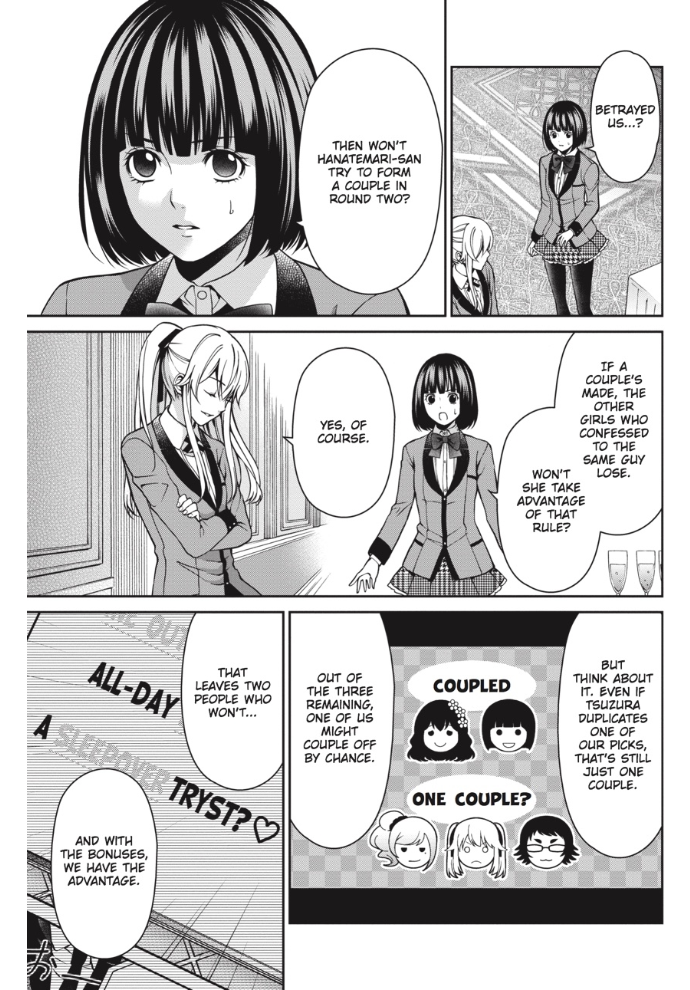 BETRAYED
US...?
THEN WON'T
HANATEMARI-SAN
TRY TO FORM
A COUPLE IN
ROUND TWO?
IF A
COUPLE'S
MADE, THE
OTHER
GIRLS WHO
CONFESSED
TO THE
SAME GUY
LOSE.
WON'T
SHE TAKE
ADVANTAGE
OF THAT
RULE?
YES, OF
COURSE.
BUT
THINK ABOUT
IT. EVEN IF
TSUZURA
DUPLICATES
ONE OF
OUR PICKS,
THAT'S STILL
JUST ONE
COUPLE.
COUPLED
ONE COUPLE?
OUT OF
THE THREE
REMAINING,
ONE OF US
MIGHT
COUPLE OFF
BY CHANCE.
THAT
LEAVES TWO
PEOPLE WHO
WON'T...
ALL-DAY
A SLEEPOVER TRYST?♡
AND WITH
THE BONUSES,
WE HAVE THE
ADVANTAGE.